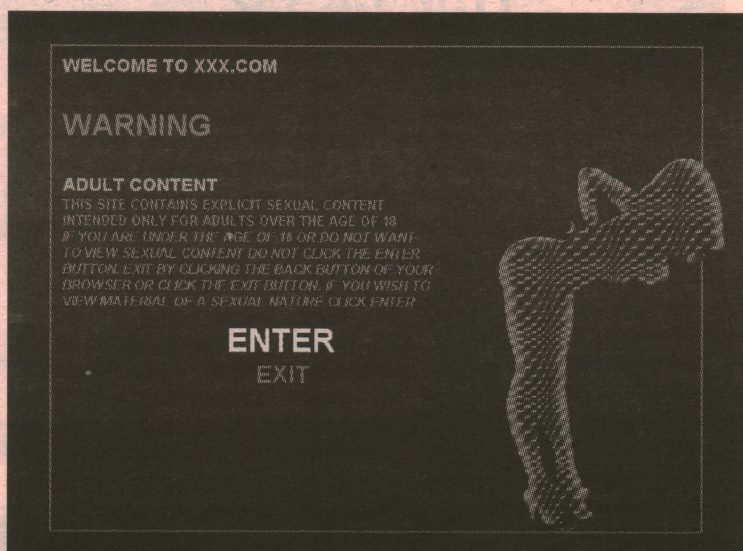 WELCOME TO XXX.COM
WARNING
ADULT CONTENT
THIS SITE CONTAINS EXPLICIT SEXUAL CONTENT
INTENDED ONLY FOR ADULTS OVER THE AGE OF 18
IF YOU ARE UNDER THE AGE OF 18 OR DO NOT WANT
TO VIEW SEXUAL CONTENT DO NOT CLICK THE ENTER
BUTTON. EXIT BY CLICKING THE BACK BUTTON OF YOUR
BROWSER OR CLICK THE EXIT BUTTON. IF YOU WISH TO
VIEW MATERIAL OF A SEXUAL NATURE CLICK ENTER
ENTER
EXIT